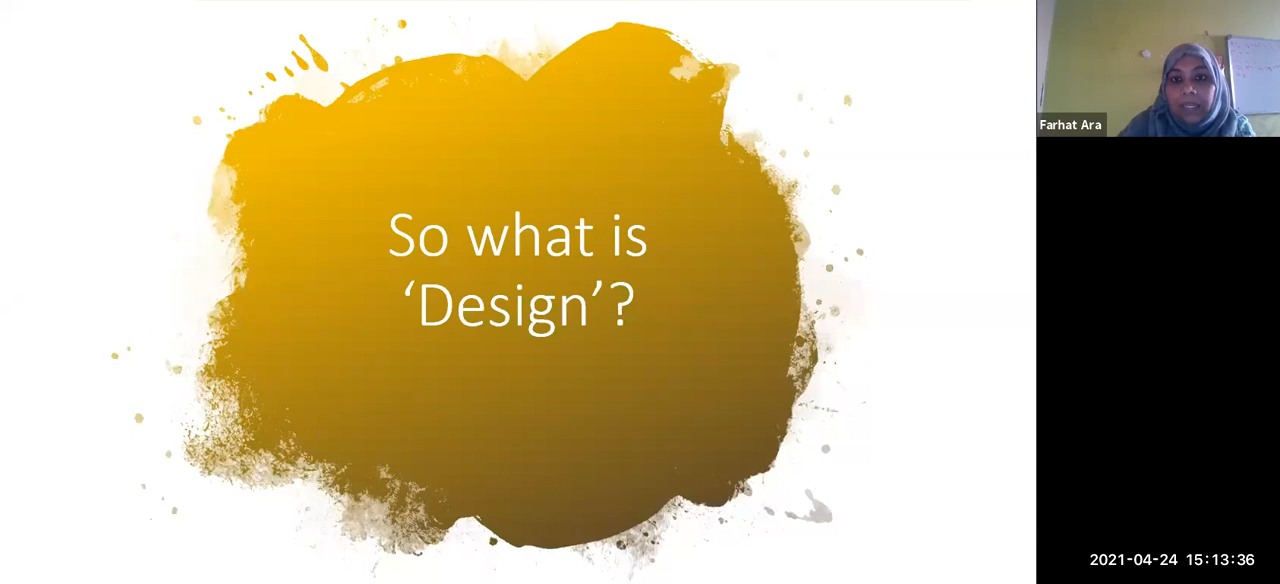 So what is
‘Design’?
Farhat Ara
2021-04-24 15:13:36